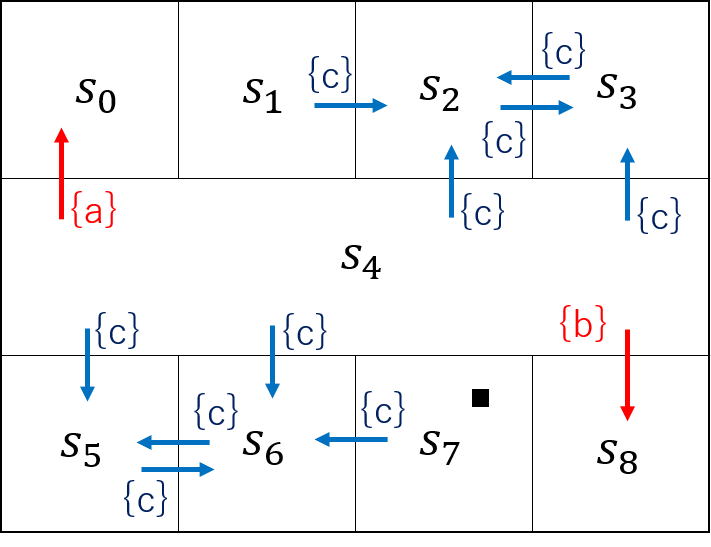 {c}
s₀ s₁ {c} s₂ s₃
{c}
{a} {c} {c}
s₄
{c} {c} {b}
{c} {c}
s₅ s₆ s₇ s₈
{c}